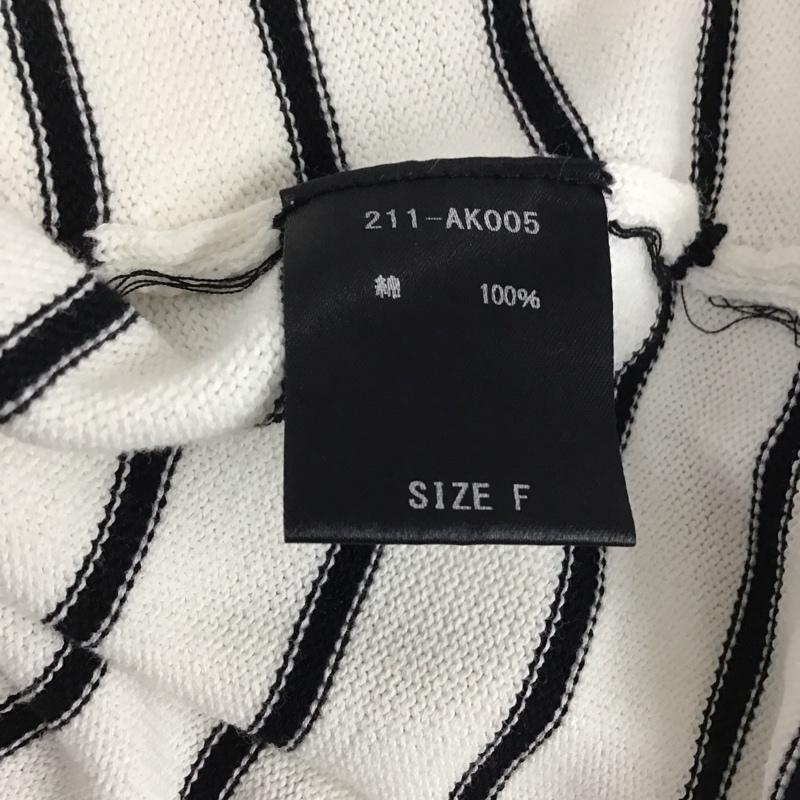 211-AK005
綿 100%
SIZE F